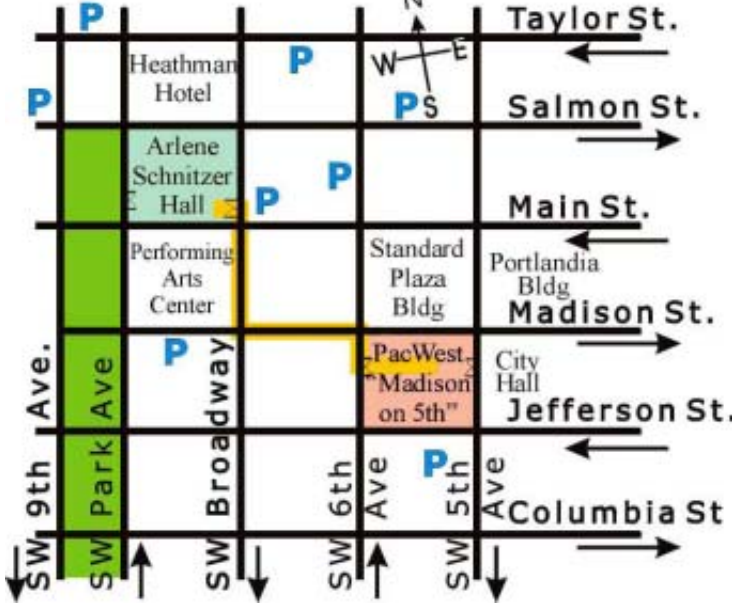 N
Taylor St.
P
Heathman
Hotel
P
W E
P
P S
Salmon St.
Arlene
Schnitzer
Hall
P
P
Main St.
Performing
Arts
Center
Standard
Plaza
Bldg
Portlandia
Bldg
Madison St.
P
PacWest
"Madison
on 5th"
City
Hall
Jefferson St.
P
Columbia St
SW 9th Ave.
SW Park Ave
SW Broadway
SW 6th
Ave
SW 5th
Ave